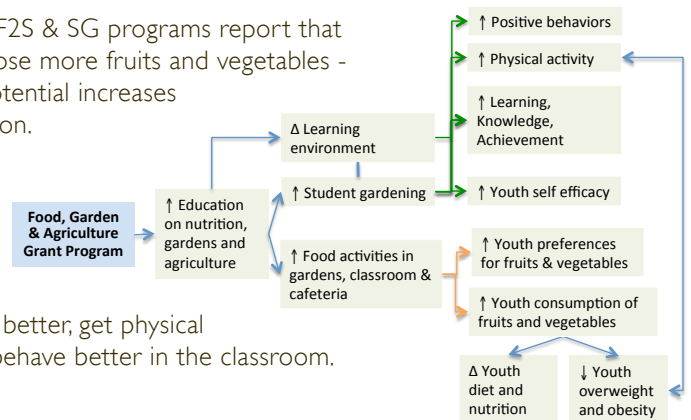 F2S & SG programs report that
ose more fruits and vegetables -
otential increases
on.
↑ Positive behaviors
↑ Physical activity
↑ Learning,
Knowledge,
Achievement
Δ Learning
environment
↑ Student gardening
↑ Youth self efficacy
Food, Garden
& Agriculture
Grant Program
↑ Education
on nutrition,
gardens and
agriculture
↑ Food activities in
gardens, classroom &
cafeteria
↑ Youth preferences
for fruits & vegetables
↑ Youth consumption of
fruits and vegetables
better, get physical
behave better in the classroom.
Δ Youth
diet and
nutrition
↓ Youth
overweight
and obesity